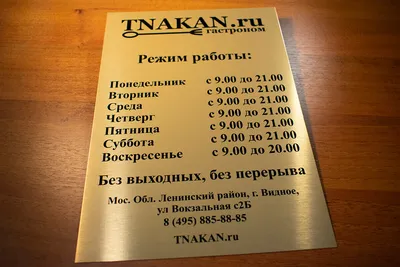 TNAKAN.ru
гастроном
Режим работы:
Понедельник с 9.00 до 21.00
Вторник с 9.00 до 21.00
Среда с 9.00 до 21.00
Четверг с 9.00 до 21.00
Пятница с 9.00 до 21.00
Суббота с 9.00 до 21.00
Воскресенье с 9.00 до 20.00
Без выходных, без перерыва
Мос. Обл. Ленинский район, г. Видное,
ул Вокзальная с2Б
8 (495) 885-88-85
TNAKAN.ru